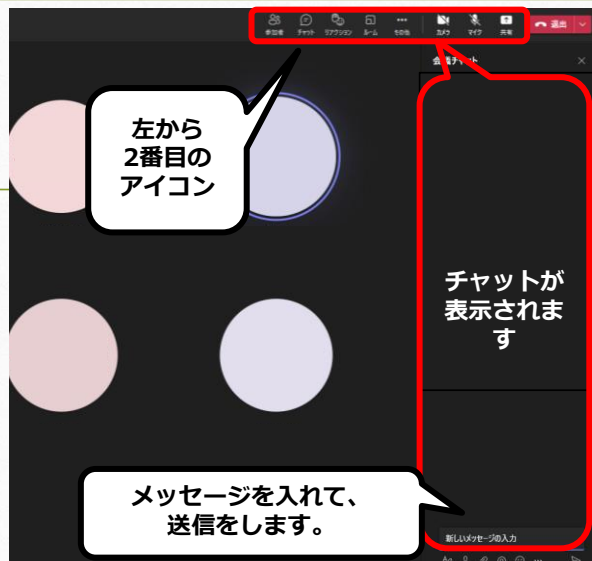 参加者 チャット リアクション ルーム その他 カメラ マイク 共有 退出
会議チャット
左から
2番目の
アイコン
チャットが
表示されま
す
メッセージを入れて、
送信をします。
新しいメッセージの入力